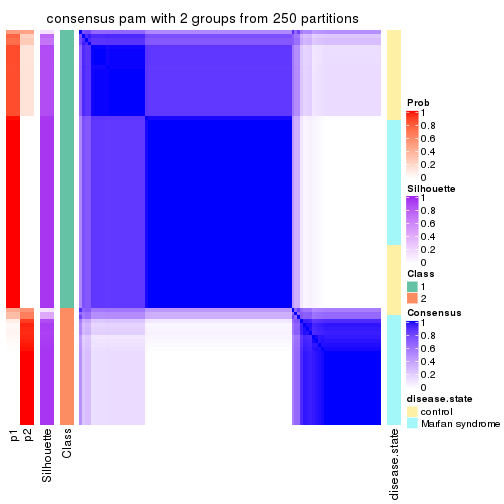 consensus pam with 2 groups from 250 partitions
Prob
1
0.8
0.6
0.4
0.2
0
Silhouette
1
0.8
0.6
0.4
0.2
0
Class
1
2
Consensus
1
0.8
0.6
0.4
0.2
0
disease.state
control
Marfan syndrome
p1
p2
Silhouette
Class
disease.state